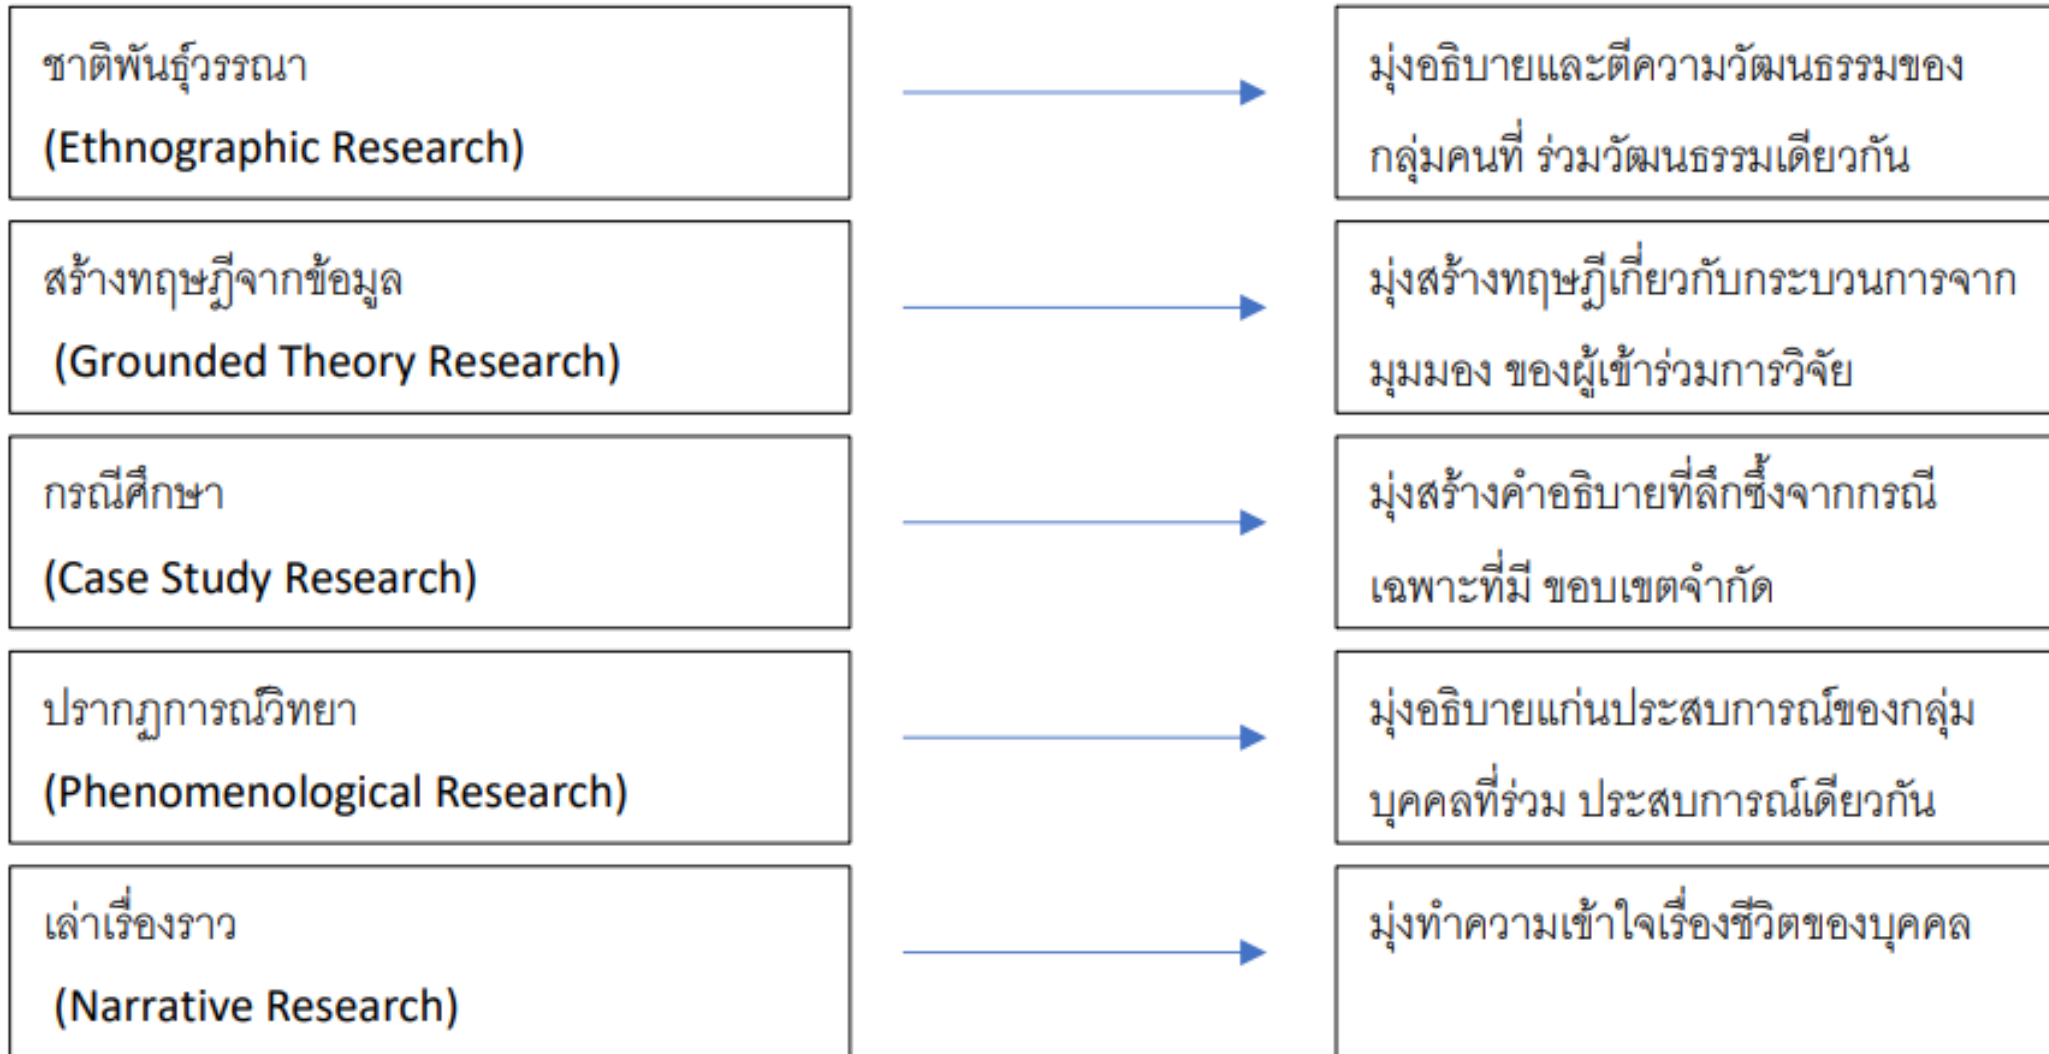 ชาติพันธุ์วรรณา
(Ethnographic Research)
มุ่งอธิบายและตีความวัฒนธรรมของ
กลุ่มคนที่ ร่วมวัฒนธรรมเดียวกัน
สร้างทฤษฎีจากข้อมูล
(Grounded Theory Research)
มุ่งสร้างทฤษฎีเกี่ยวกับกระบวนการจาก
มุมมอง ของผู้เข้าร่วมการวิจัย
กรณีศึกษา
(Case Study Research)
มุ่งสร้างคำอธิบายที่ลึกซึ้งจากกรณี
เฉพาะที่มี ขอบเขตจำกัด
ปรากฏการณ์วิทยา
(Phenomenological Research)
มุ่งอธิบายแก่นประสบการณ์ของกลุ่ม
บุคคลที่ร่วม ประสบการณ์เดียวกัน
เล่าเรื่องราว
(Narrative Research)
มุ่งทำความเข้าใจเรื่องชีวิตของบุคคล